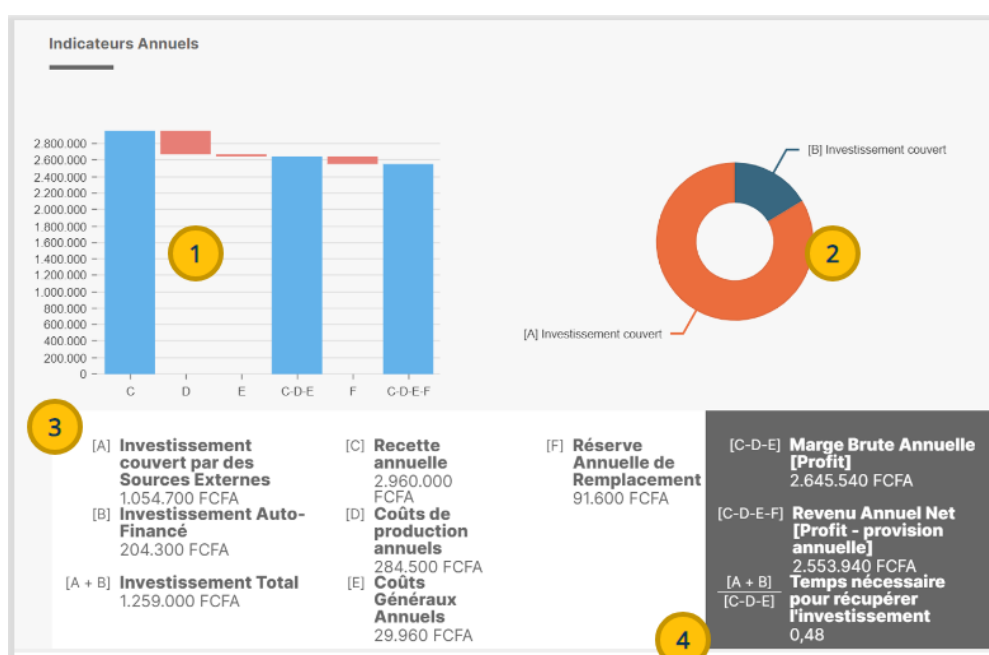 Indicateurs Annuels
2.800.000
2.600.000
2.400.000
2.200.000
2.000.000
1.800.000
1.600.000
1.400.000
1.200.000
1.000.000
800.000
600.000
400.000
200.000
0
C D E C-D-E F C-D-E-F
1
[B] Investissement couvert
2
[A] Investissement couvert
3
[A] Investissement
couvert par des
Sources Externes
1.054.700 FCFA
[B] Investissement Auto-
Financé
204.300 FCFA
[A + B] Investissement Total
1.259.000 FCFA
[C] Recette
annuelle
2.960.000
FCFA
[D] Coûts de
production
annuels
284.500 FCFA
[E] Coûts
Généraux
Annuels
29.960 FCFA
[F] Réserve
Annuelle de
Remplacement
91.600 FCFA
[C-D-E] Marge Brute Annuelle
[Profit]
2.645.540 FCFA
[C-D-E-F] Revenu Annuel Net
[Profit - provision
annuelle]
2.553.940 FCFA
[A + B] Temps nécessaire
[C-D-E] pour récupérer
l'investissement
0,48
4